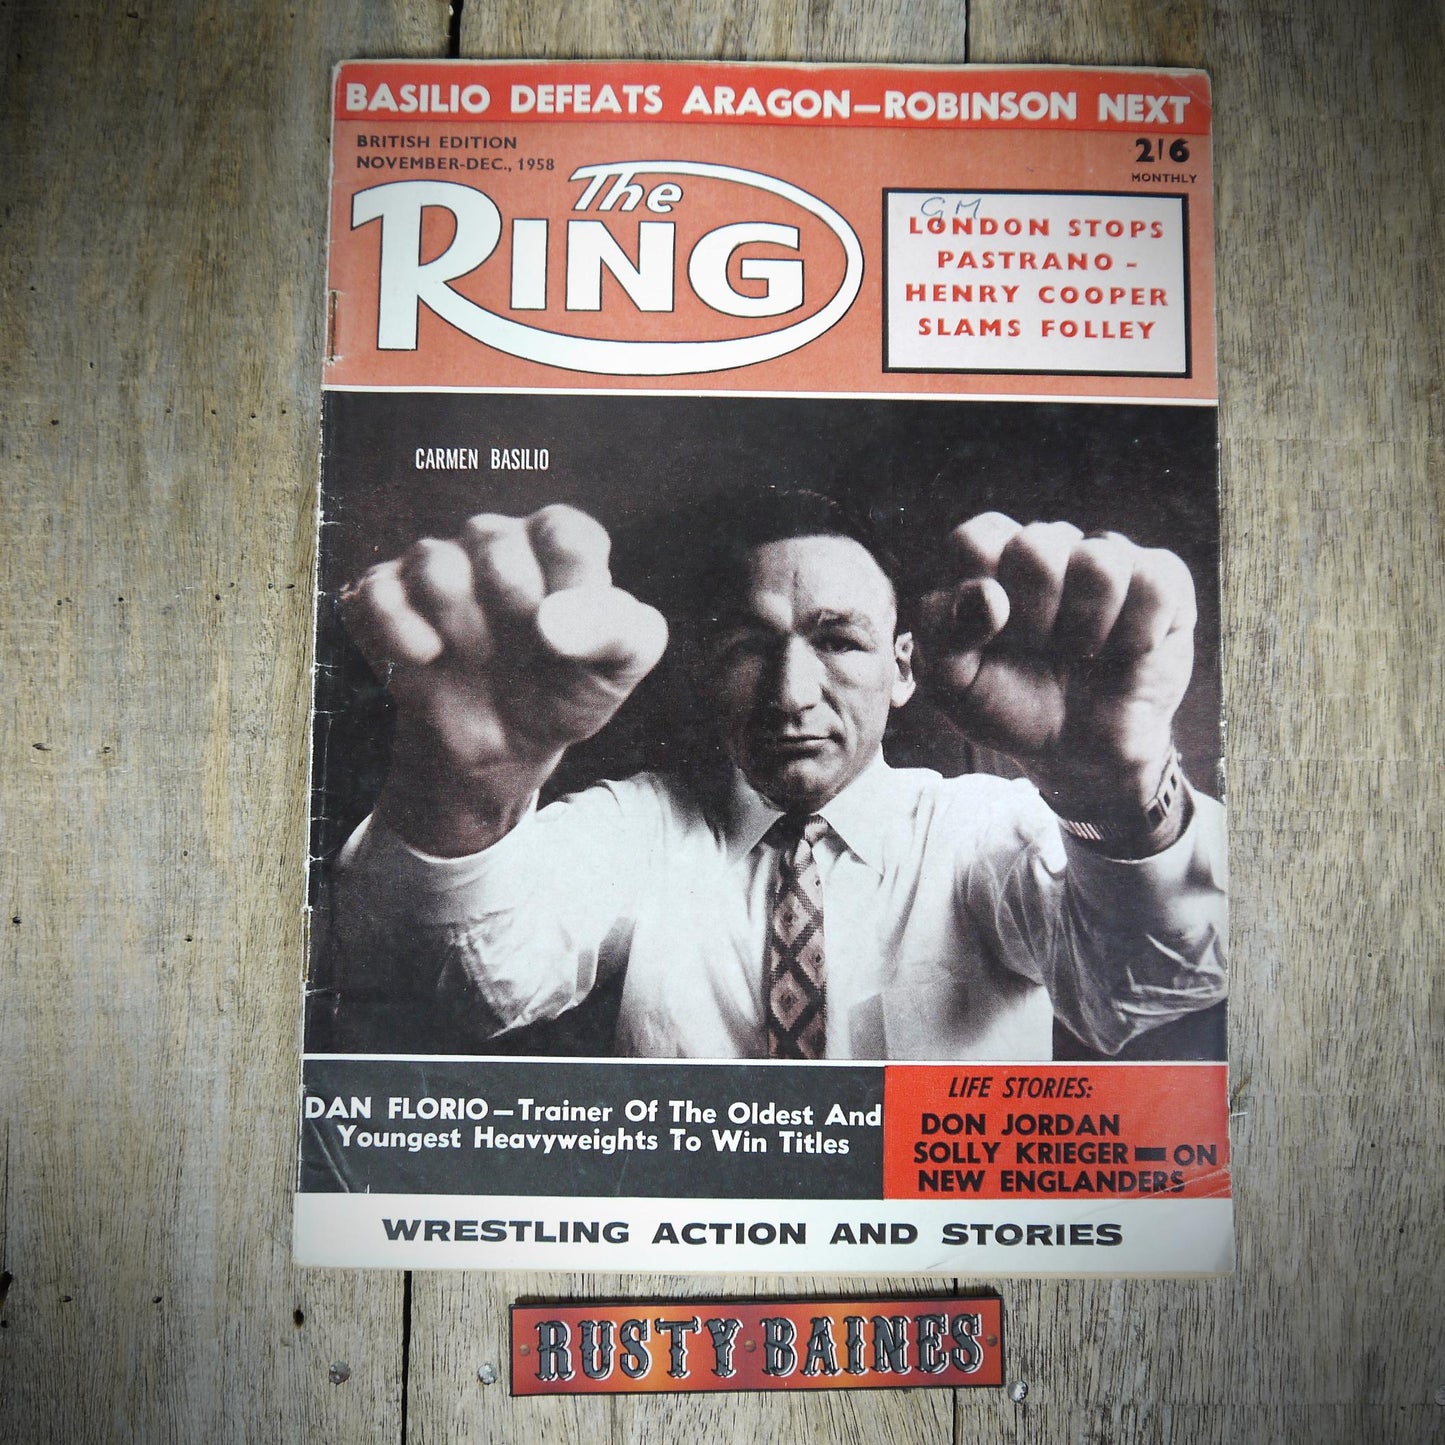 BASILIO DEFEATS ARAGON—ROBINSON NEXT
BRITISH EDITION
NOVEMBER-DEC., 1958
2/6
MONTHLY
The
RING
GM
LONDON STOPS
PASTRANO -
HENRY COOPER
SLAMS FOLLEY
CARMEN BASILIO
DAN FLORIO—Trainer Of The Oldest And
Youngest Heavyweights To Win Titles
LIFE STORIES:
DON JORDAN
SOLLY KRIEGER — ON
NEW ENGLANDERS
WRESTLING ACTION AND STORIES
RUSTY BAINES